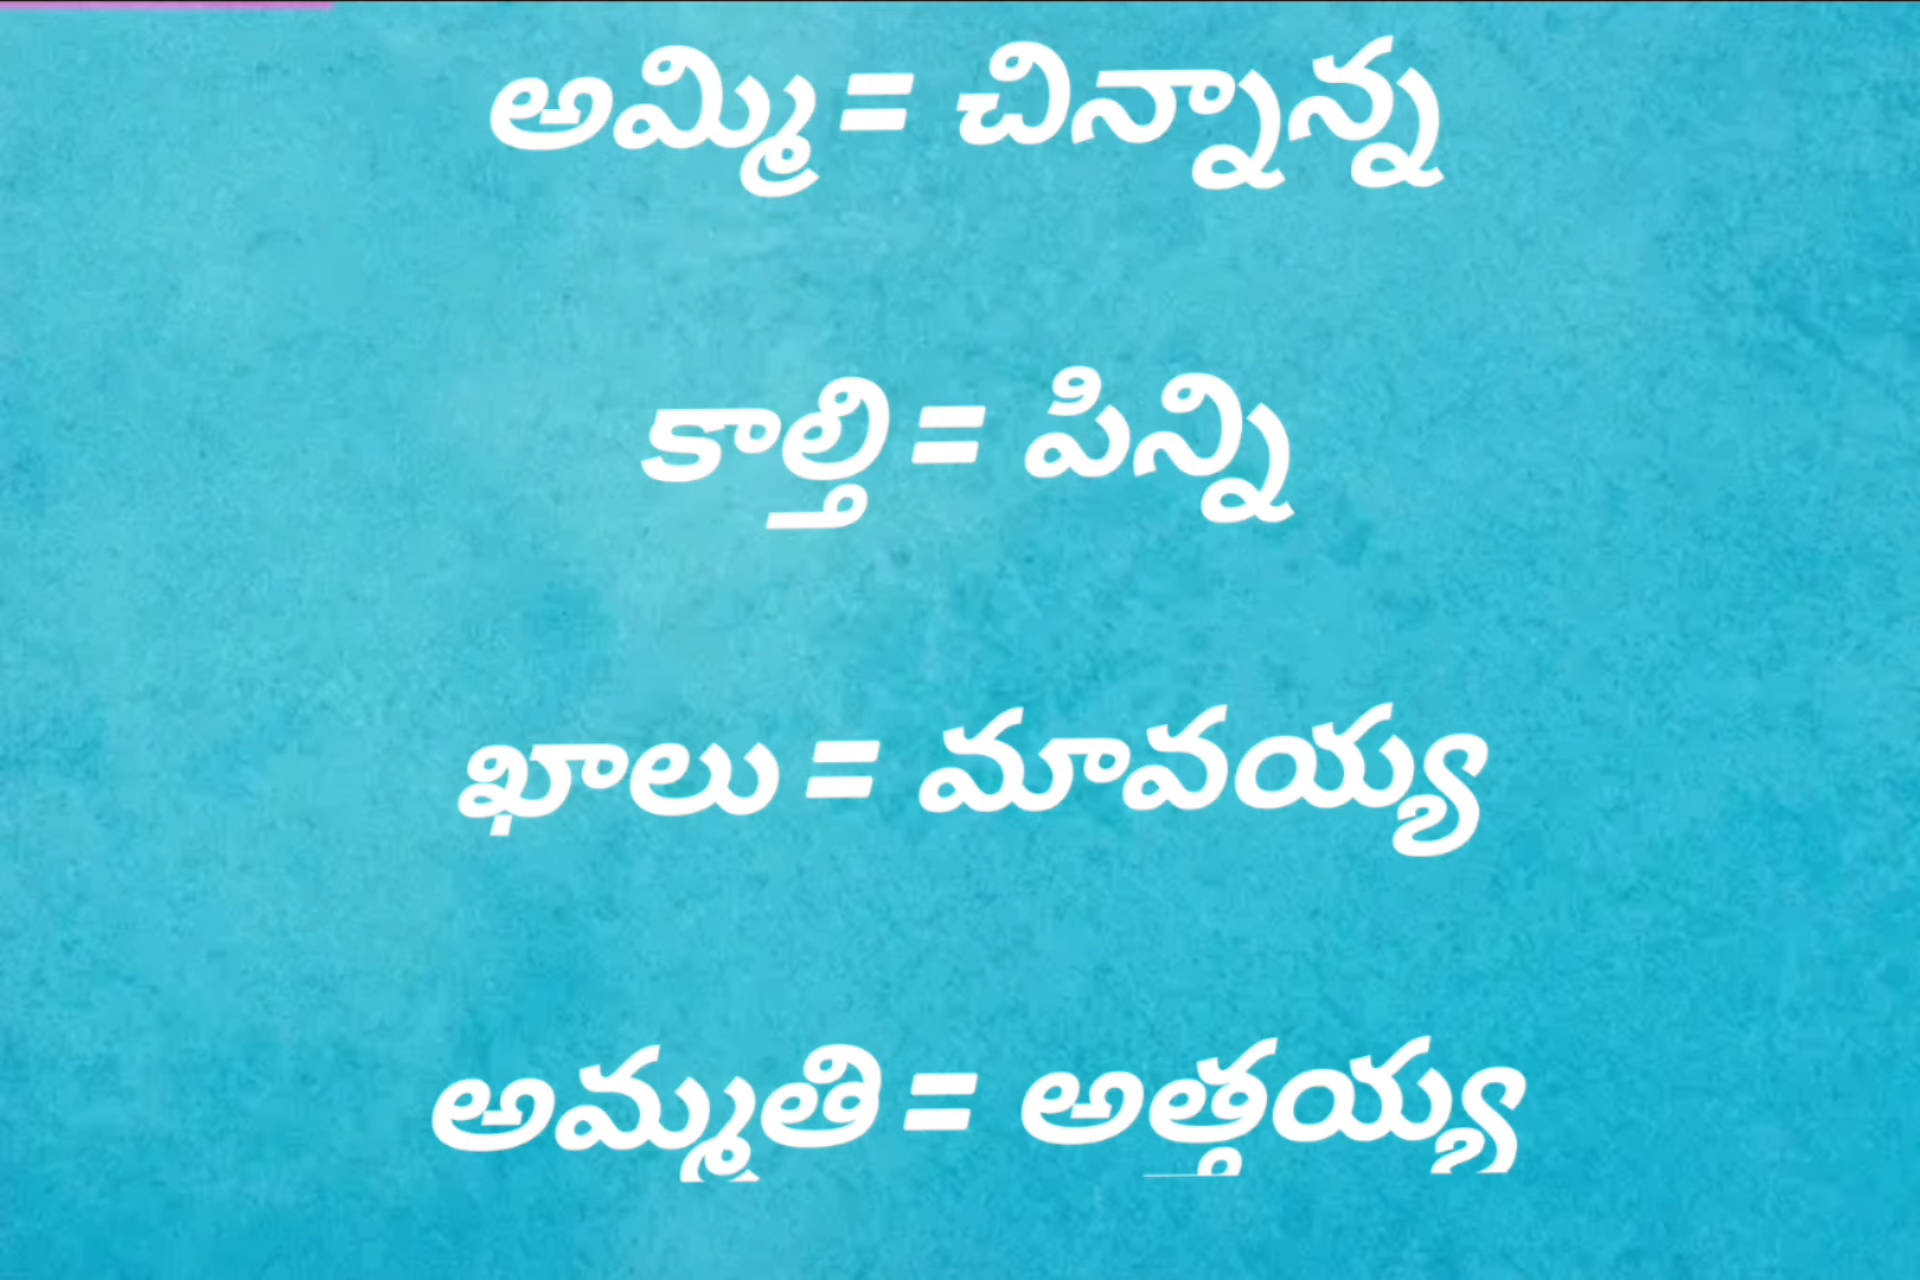 అమ్మి = చిన్నాన్న
కాల్తి = పిన్ని
ఖాలు = మావయ్య
అమ్మతి = అత్తయ్య